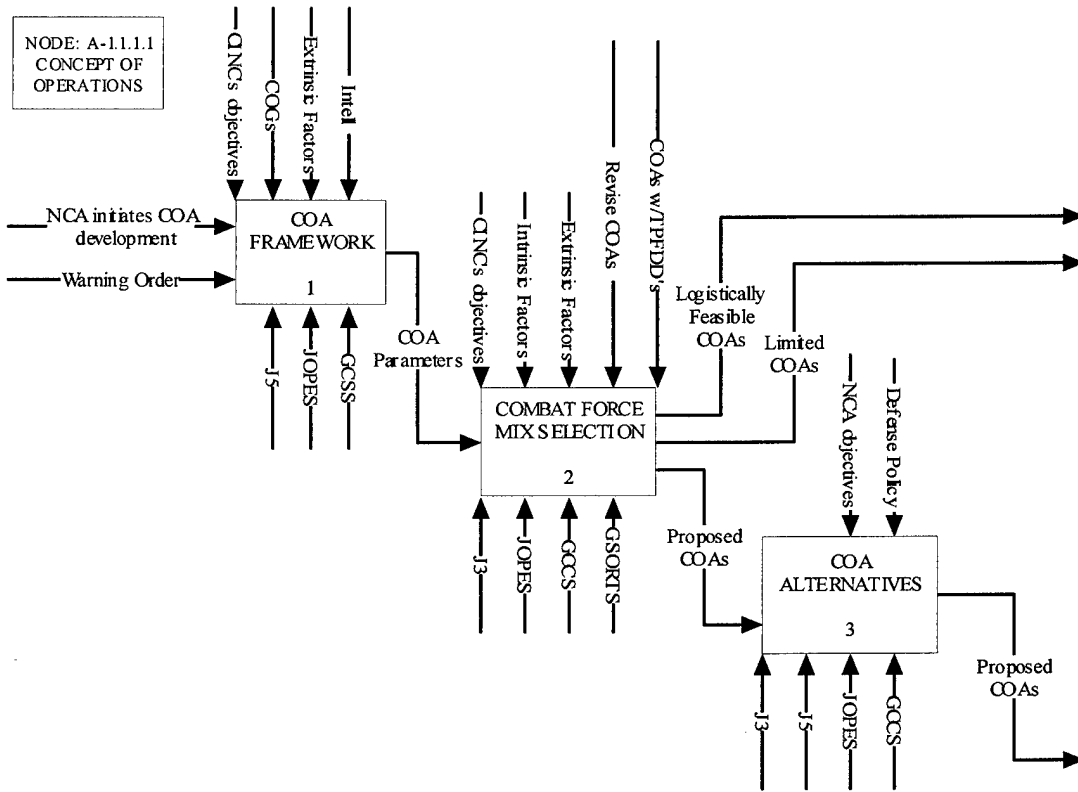 NODE: A-1.1.1.1
CONCEPT OF
OPERATIONS
CINC's objectives
COGs
Extrinsic Factors
Intell
NCA initiates COA
development
Warning Order
COA
FRAMEWORK
1
J5
JOPES
GCSS
COA
Parameters
CINC's objectives
Intrinsic Factors
Extrinsic Factors
Revise COAs
COAs w/TPFDD's
COMBAT FORCE
MIX SELECTION
2
J3
JOPES
GCCS
GSORTS
Logistically
Feasible
COAs
Limited
COAs
Proposed
COAs
NCA objectives
Defense Policy
COA
ALTERNATIVES
3
J3
J5
JOPES
GCCS
Proposed
COAs